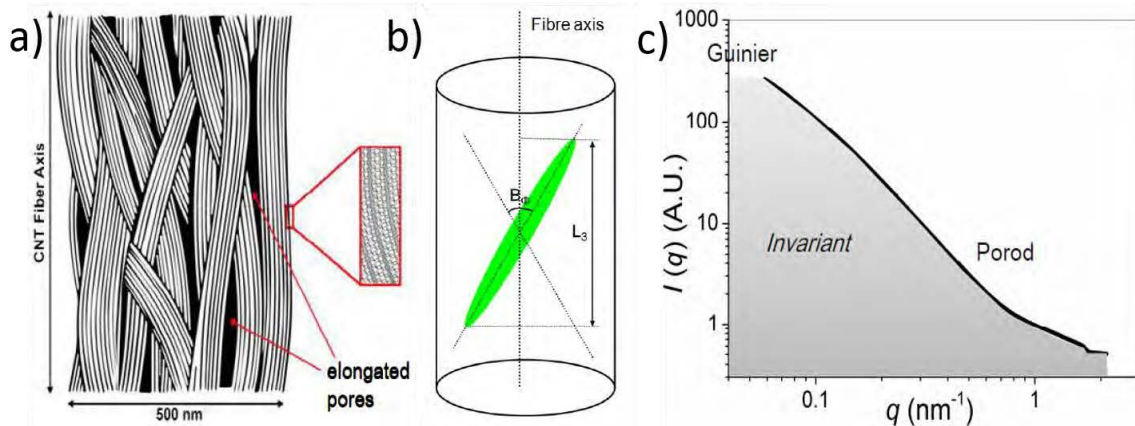 a)
CNT Fiber Axis
500 nm
elongated
pores
b)
Fibre axis
BΦ
L3
c)
Guinier
Invariant
Porod
I(q) (A.U.)
1000
100
10
1
0.1
1
q (nm⁻¹)